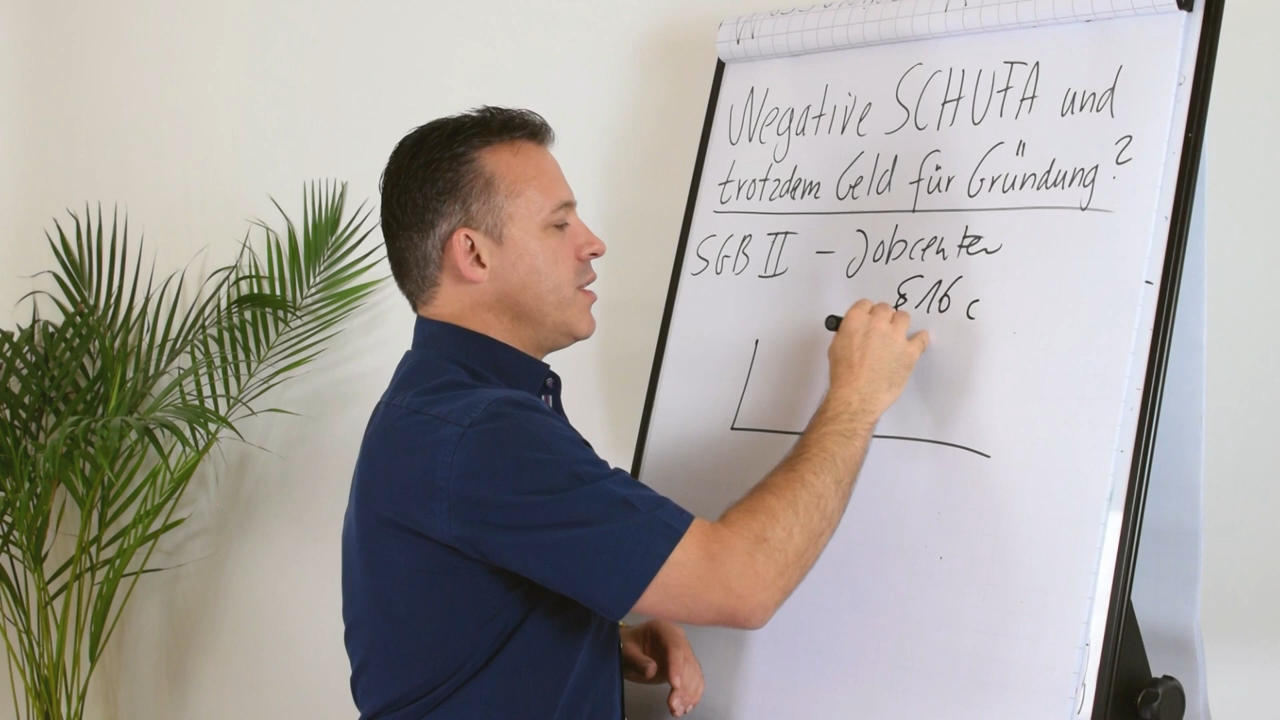 Negative SCHUFA und
trotzdem Geld für Gründung?
SGB II - Jobcenter
§ 16 c